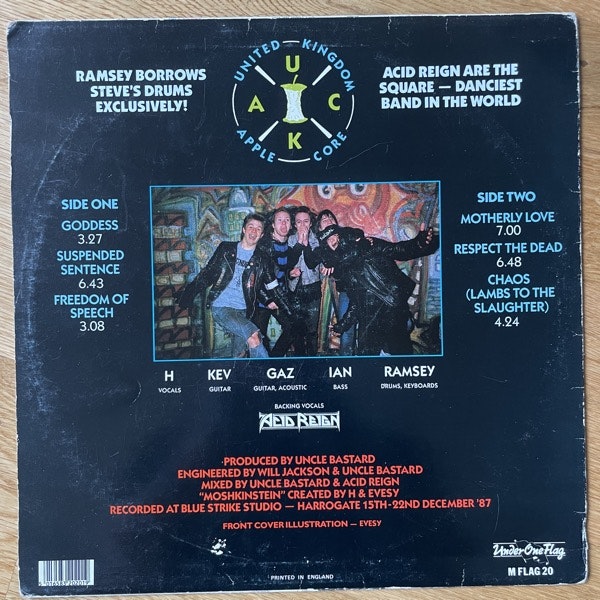 RAMSEY BORROWS
STEVE'S DRUMS
EXCLUSIVELY!
UNITED KINGDOM
U
A C
K
APPLE CORE
ACID REIGN ARE THE
SQUARE — DANCIEST
BAND IN THE WORLD
SIDE ONE
GODDESS
3.27
SUSPENDED
SENTENCE
6.43
FREEDOM OF
SPEECH
3.08
SIDE TWO
MOTHERLY LOVE
7.00
RESPECT THE DEAD
6.48
CHAOS
(LAMBS TO THE
SLAUGHTER)
4.24
H KEV GAZ IAN RAMSEY
VOCALS GUITAR GUITAR, ACOUSTIC BASS DRUMS, KEYBOARDS
BACKING VOCALS
ACID REIGN
PRODUCED BY UNCLE BASTARD
ENGINEERED BY WILL JACKSON & UNCLE BASTARD
MIXED BY UNCLE BASTARD & ACID REIGN
"MOSHKINSTEIN" CREATED BY H & EVESY
RECORDED AT BLUE STRIKE STUDIO — HARROGATE 15TH-22ND DECEMBER '87
FRONT COVER ILLUSTRATION — EVESY
Under One Flag
M FLAG 20
PRINTED IN ENGLAND